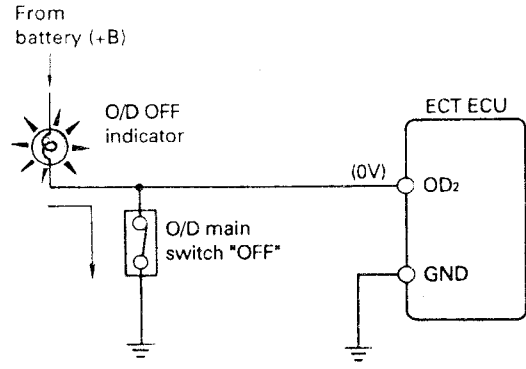 From
battery (+B)
O/D OFF
indicator
ECT ECU
(0V)
OD₂
O/D main
switch "OFF"
GND